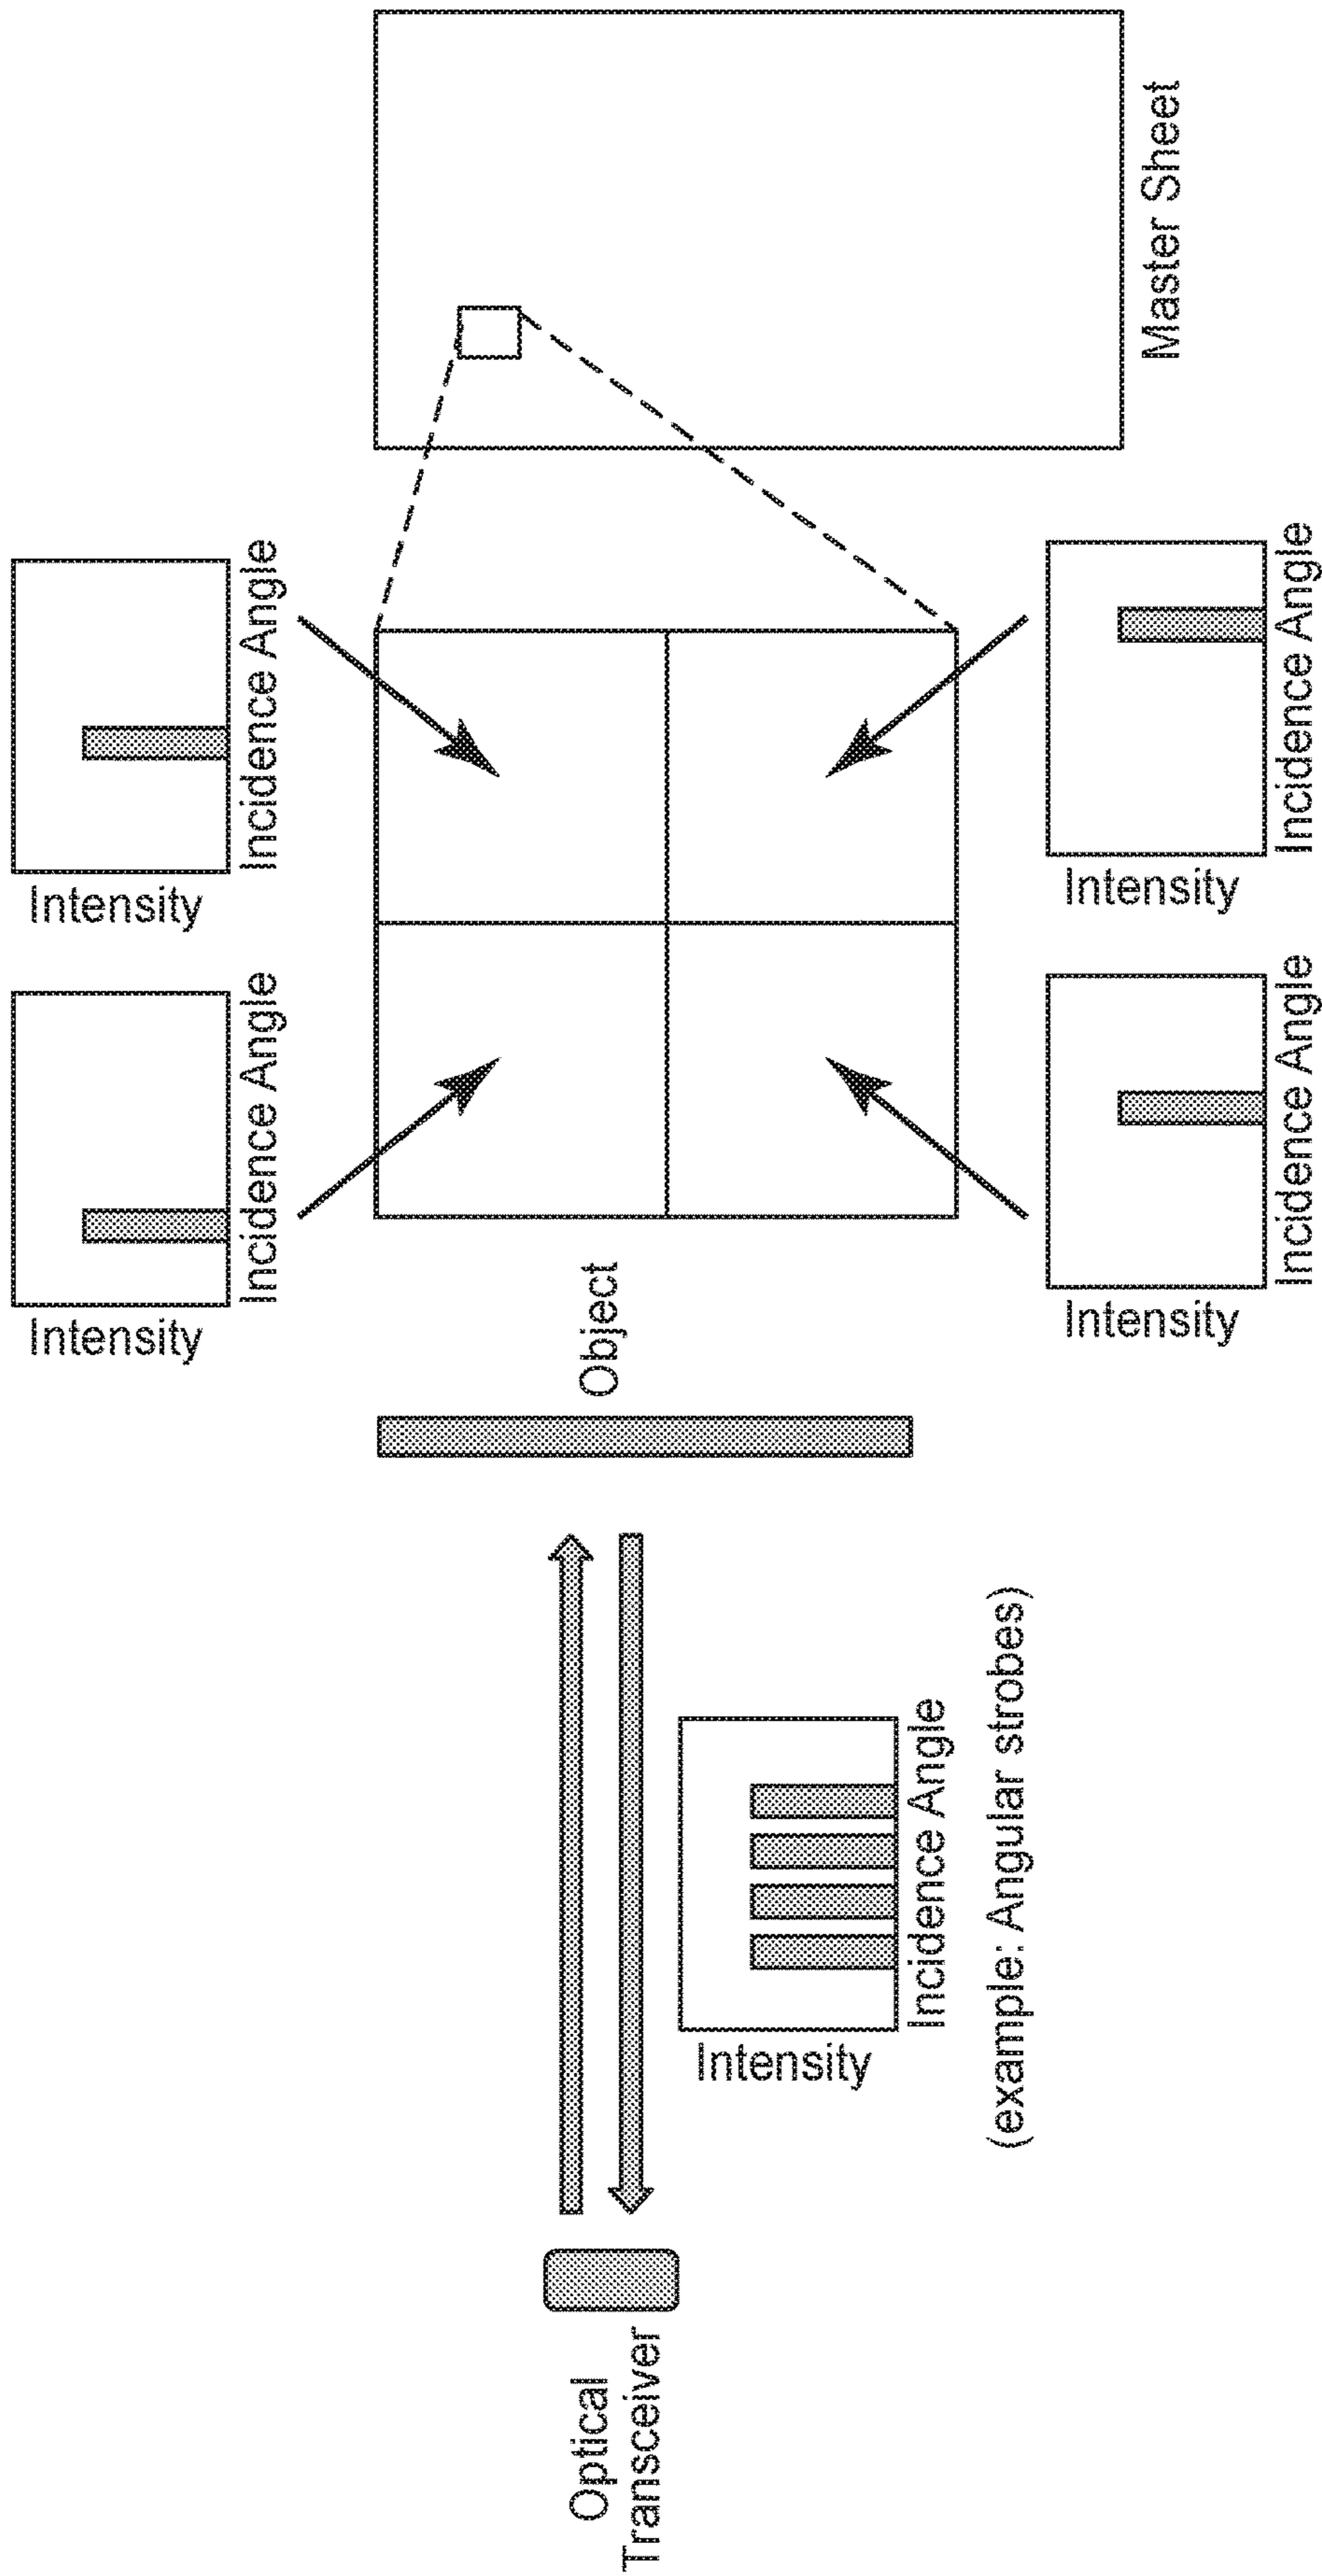 Intensity
Incidence Angle
Intensity
Incidence Angle
Optical
Transceiver
Object
Intensity
Incidence Angle
(example: Angular strobes)
Intensity
Incidence Angle
Intensity
Incidence Angle
Master Sheet